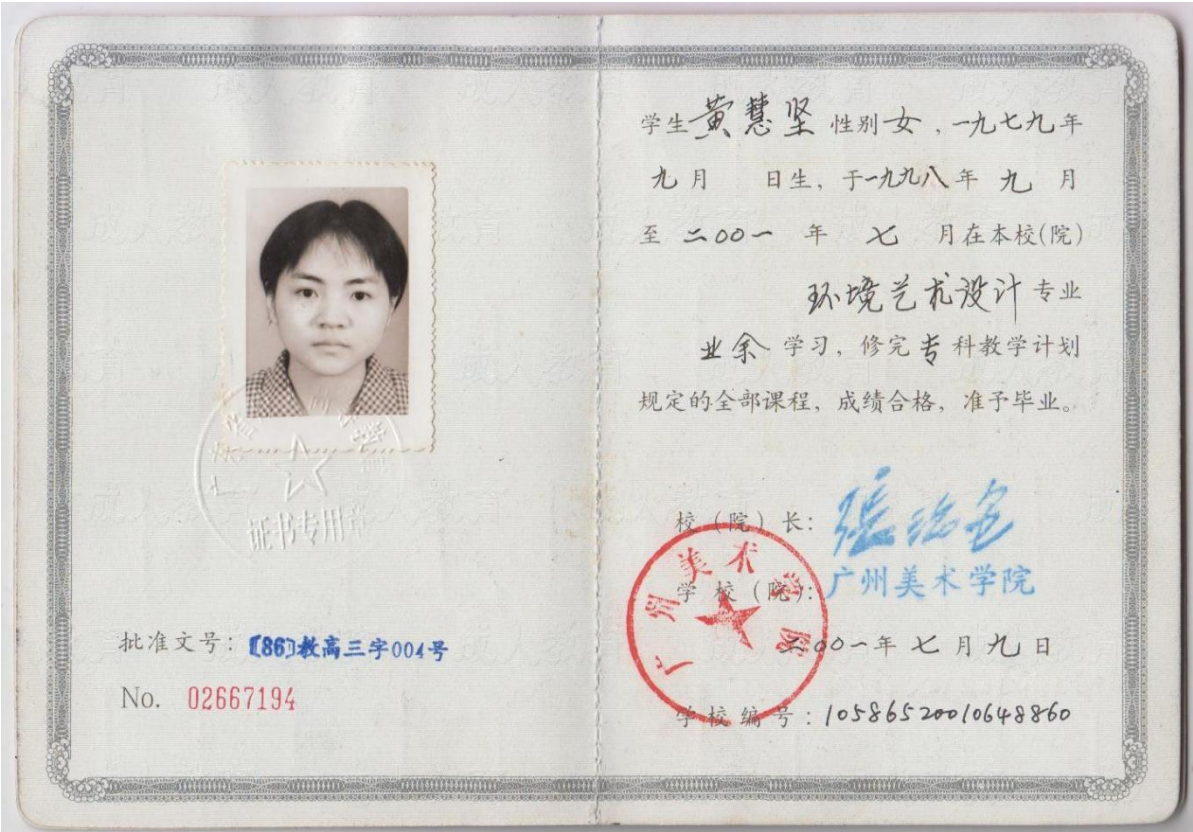 证书专用章
批准文号：〔86〕教高三字004号
No. 02667194
学生黄慧坚 性别女，一九七九年
九月 日生，于一九九八年 九 月
至 二00一 年 七 月在本校(院)
环境艺术设计专业
业余 学习，修完专科教学计划
规定的全部课程，成绩合格，准予毕业。
校（院）长：
学校（院）：广州美术学院
广州美术学院
二00一年 七 月 九 日
学校编号：10586520010648860